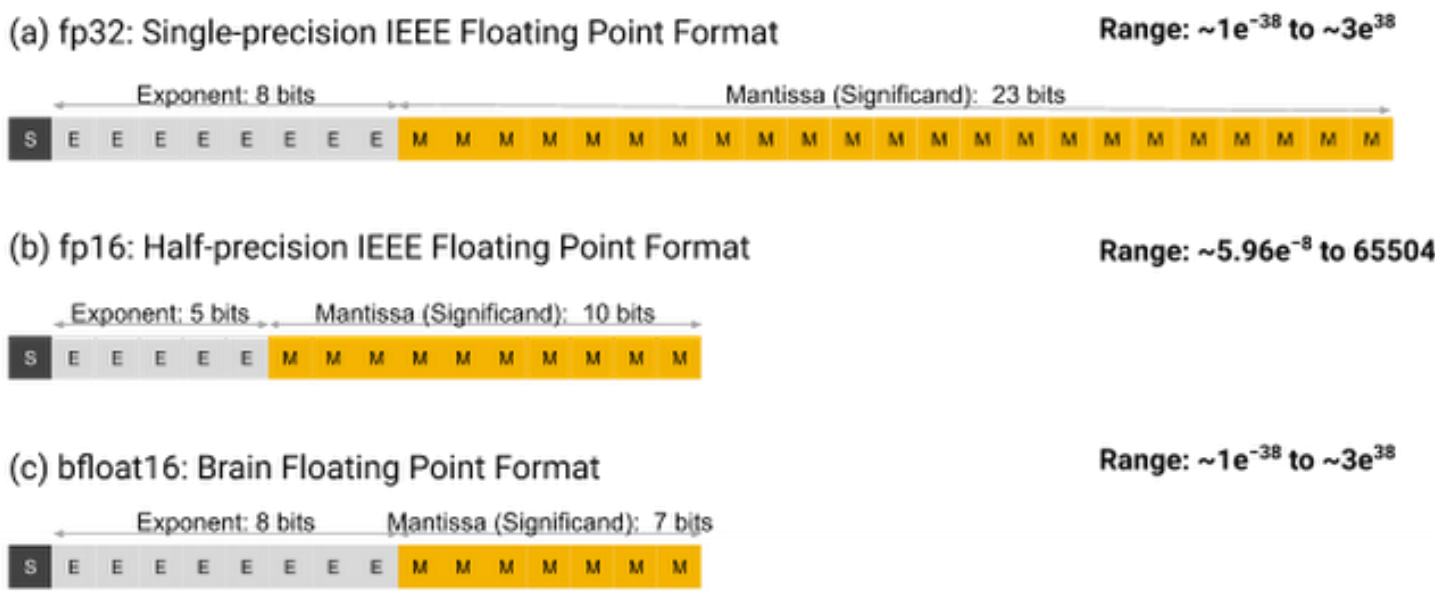 (a) fp32: Single-precision IEEE Floating Point Format Range: ~1e⁻³⁸ to ~3e³⁸
Exponent: 8 bits Mantissa (Significand): 23 bits
S E E E E E E E E M M M M M M M M M M M M M M M M M M M M M M M
(b) fp16: Half-precision IEEE Floating Point Format Range: ~5.96e⁻⁸ to 65504
Exponent: 5 bits Mantissa (Significand): 10 bits
S E E E E E M M M M M M M M M M
(c) bfloat16: Brain Floating Point Format Range: ~1e⁻³⁸ to ~3e³⁸
Exponent: 8 bits Mantissa (Significand): 7 bits
S E E E E E E E E M M M M M M M